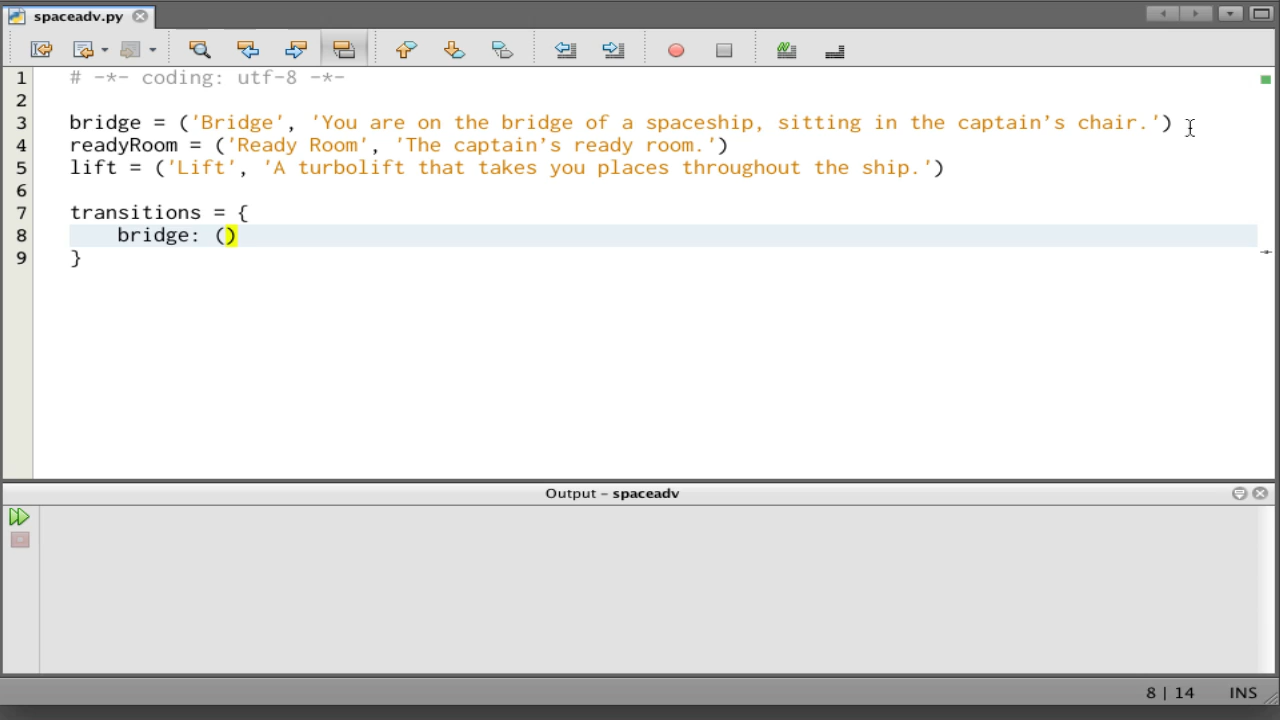 spaceadv.py
1 # -*- coding: utf-8 -*-
2
3 bridge = ('Bridge', 'You are on the bridge of a spaceship, sitting in the captain’s chair.')
4 readyRoom = ('Ready Room', 'The captain’s ready room.')
5 lift = ('Lift', 'A turbolift that takes you places throughout the ship.')
6
7 transitions = {
8     bridge: ()
9 }
Output - spaceadv
8 | 14 INS